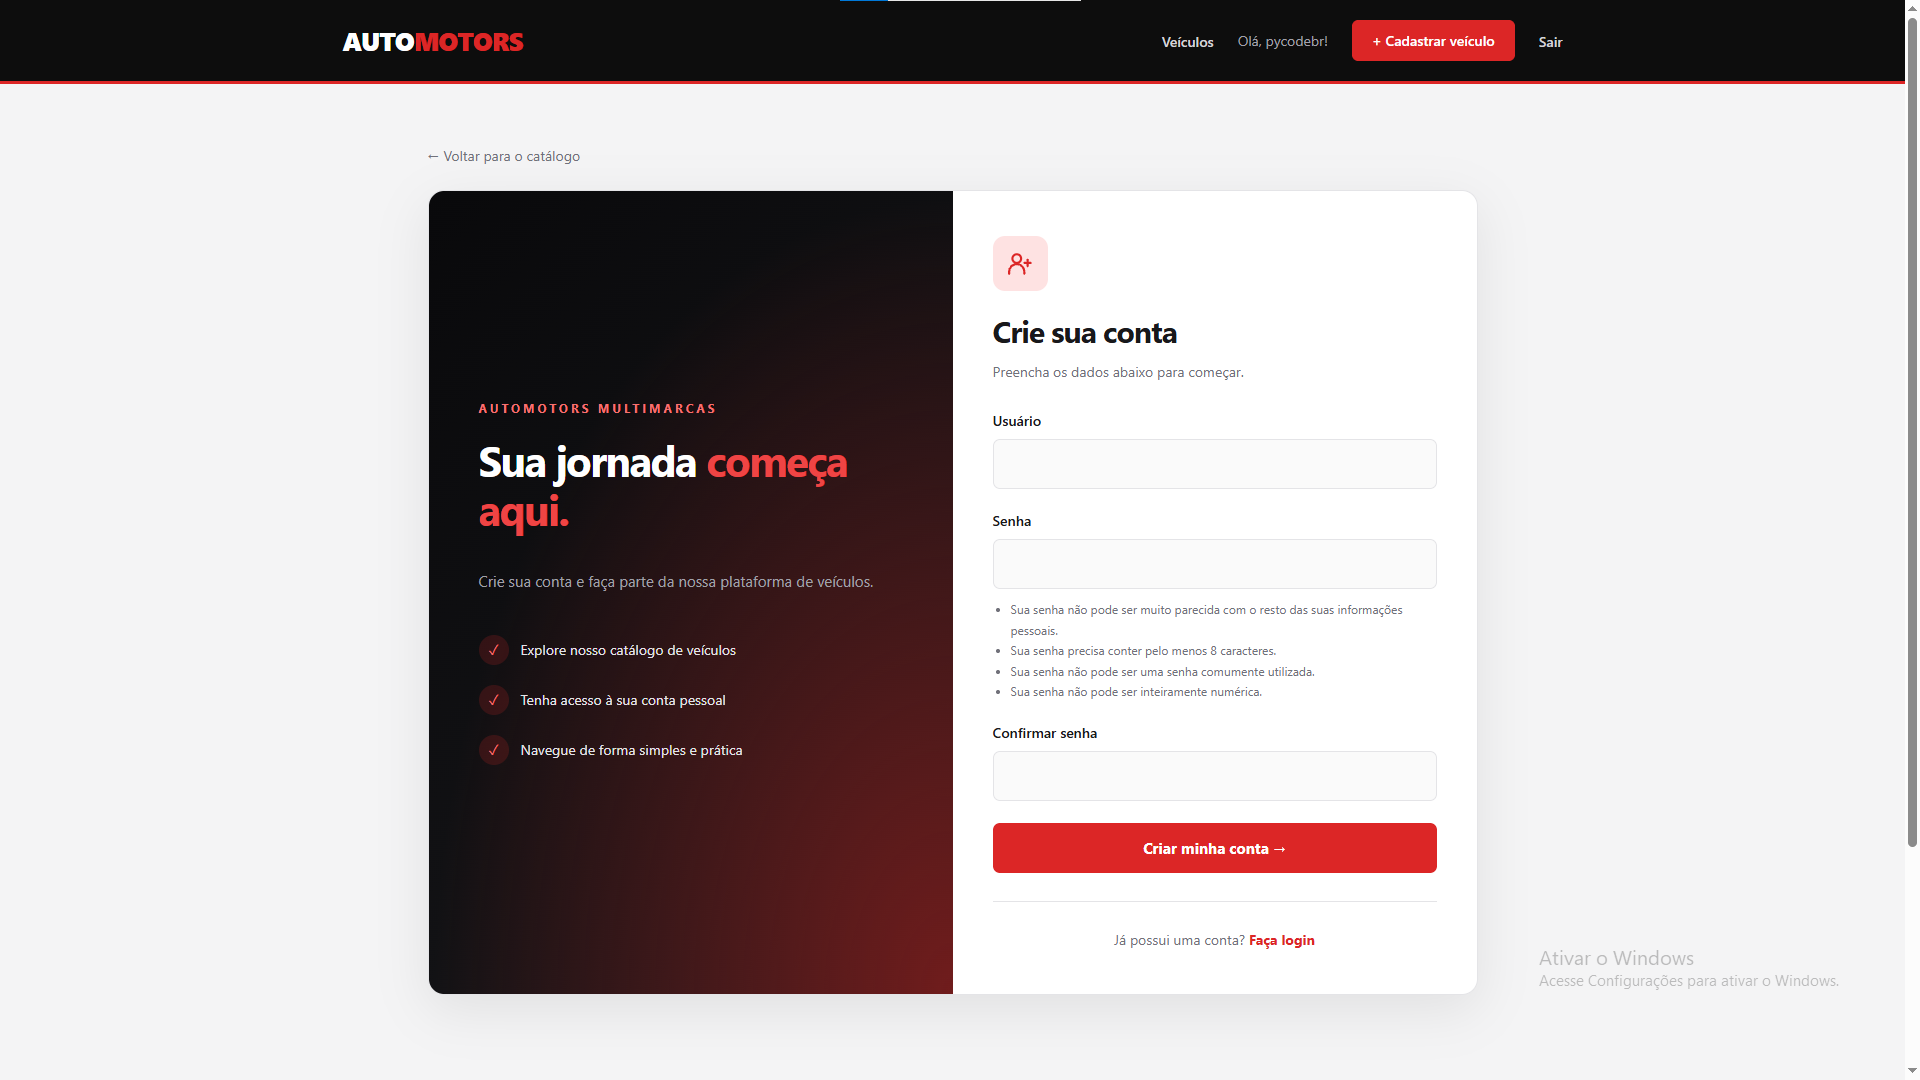 AUTOMOTORS
Veículos
Olá, pycodebr!
+ Cadastrar veículo
Sair
← Voltar para o catálogo
AUTOMOTORS MULTIMARCAS
Sua jornada começa
aqui.
Crie sua conta e faça parte da nossa plataforma de veículos.
✓ Explore nosso catálogo de veículos
✓ Tenha acesso à sua conta pessoal
✓ Navegue de forma simples e prática
Crie sua conta
Preencha os dados abaixo para começar.
Usuário
Senha
• Sua senha não pode ser muito parecida com o resto das suas informações
pessoais.
• Sua senha precisa conter pelo menos 8 caracteres.
• Sua senha não pode ser uma senha comumente utilizada.
• Sua senha não pode ser inteiramente numérica.
Confirmar senha
Criar minha conta →
Já possui uma conta? Faça login
Ativar o Windows
Acesse Configurações para ativar o Windows.